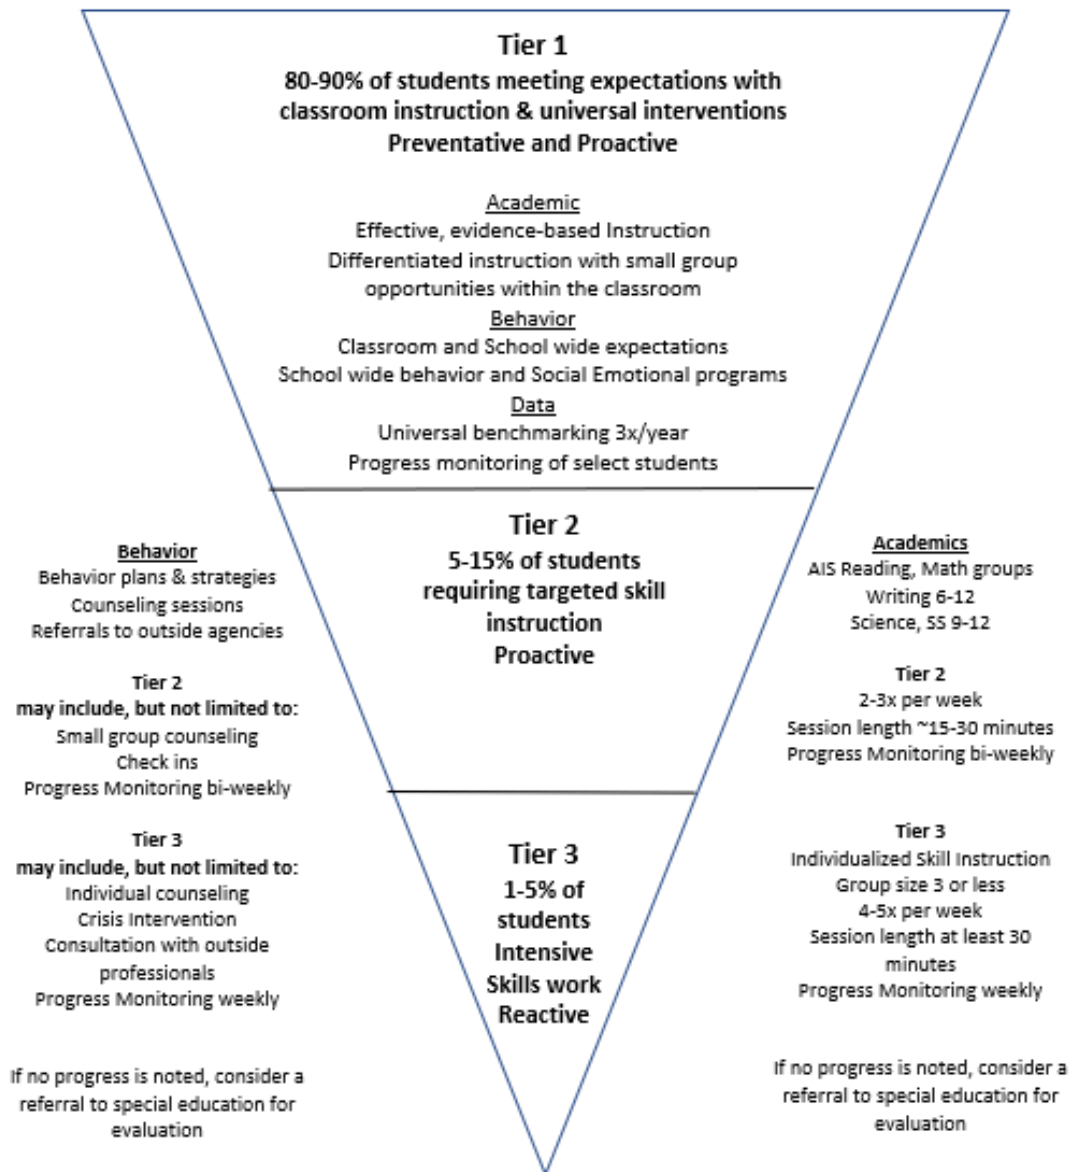 Tier 1
80-90% of students meeting expectations with
classroom instruction & universal interventions
Preventative and Proactive
Academic
Effective, evidence-based Instruction
Differentiated instruction with small group
opportunities within the classroom
Behavior
Classroom and School wide expectations
School wide behavior and Social Emotional programs
Data
Universal benchmarking 3x/year
Progress monitoring of select students
Tier 2
5-15% of students
requiring targeted skill
instruction
Proactive
Tier 3
1-5% of
students
Intensive
Skills work
Reactive
Behavior
Behavior plans & strategies
Counseling sessions
Referrals to outside agencies
Tier 2
may include, but not limited to:
Small group counseling
Check ins
Progress Monitoring bi-weekly
Tier 3
may include, but not limited to:
Individual counseling
Crisis Intervention
Consultation with outside
professionals
Progress Monitoring weekly
If no progress is noted, consider a
referral to special education for
evaluation
Academics
AIS Reading, Math groups
Writing 6-12
Science, SS 9-12
Tier 2
2-3x per week
Session length ~15-30 minutes
Progress Monitoring bi-weekly
Tier 3
Individualized Skill Instruction
Group size 3 or less
4-5x per week
Session length at least 30
minutes
Progress Monitoring weekly
If no progress is noted, consider a
referral to special education for
evaluation